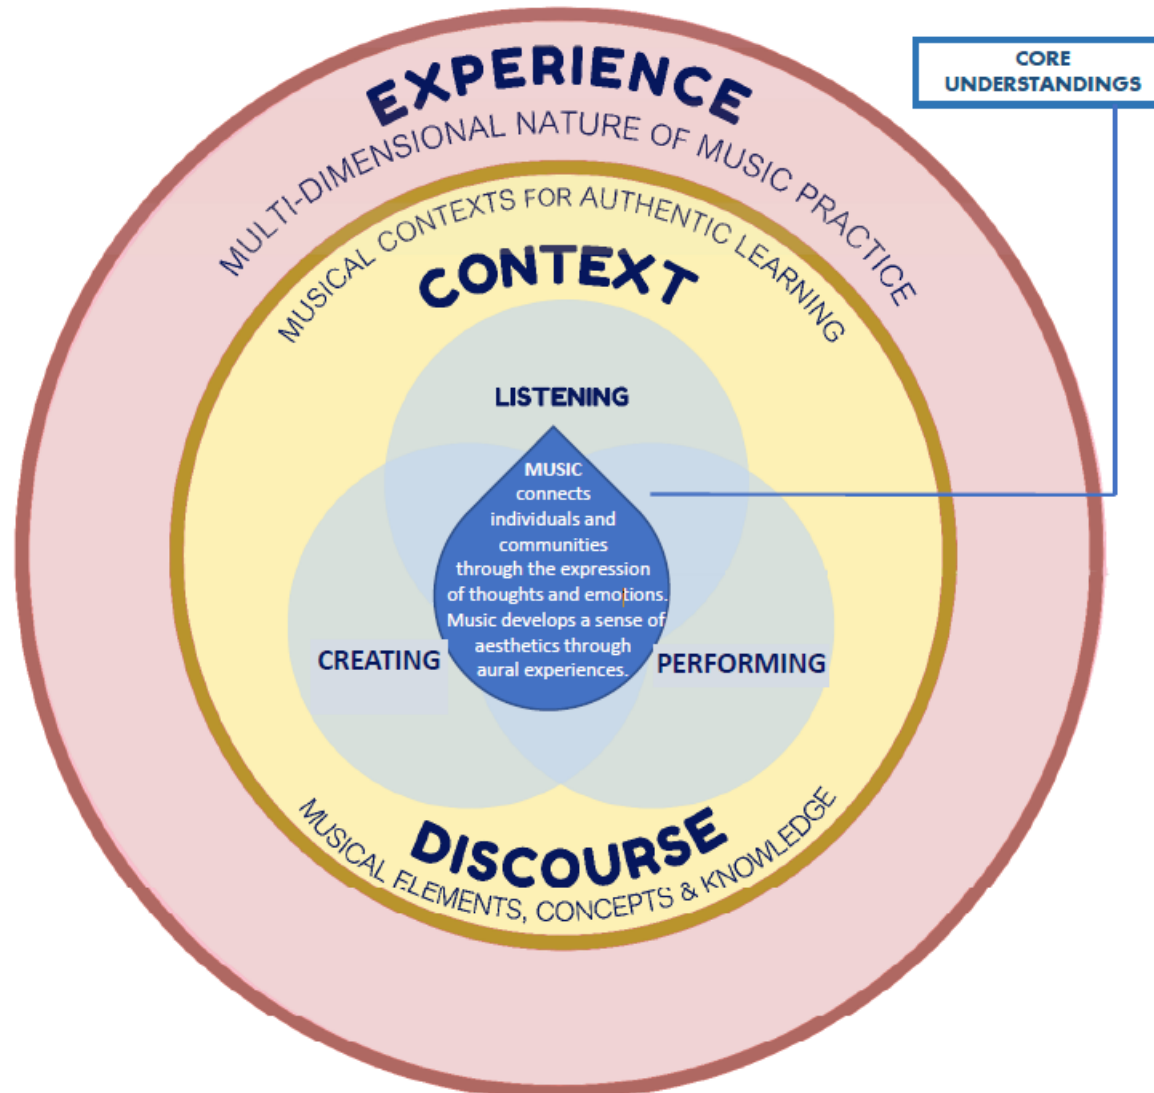 CORE
UNDERSTANDINGS
EXPERIENCE
MULTI-DIMENSIONAL NATURE OF MUSIC PRACTICE
MUSICAL CONTEXTS FOR AUTHENTIC LEARNING
CONTEXT
LISTENING
MUSIC
connects
individuals and
communities
through the expression
of thoughts and emotions.
Music develops a sense of
aesthetics through
aural experiences.
CREATING
PERFORMING
DISCOURSE
MUSICAL ELEMENTS, CONCEPTS & KNOWLEDGE